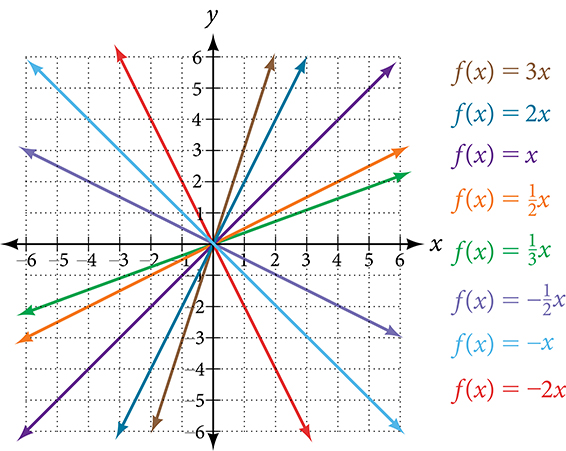 y
6
5
4
3
2
1
−6 −5 −4 −3 −2 −1 1 2 3 4 5 6 x
−1
−2
−3
−4
−5
−6
f(x) = 3x
f(x) = 2x
f(x) = x
f(x) = 1/2x
f(x) = 1/3x
f(x) = −1/2x
f(x) = −x
f(x) = −2x